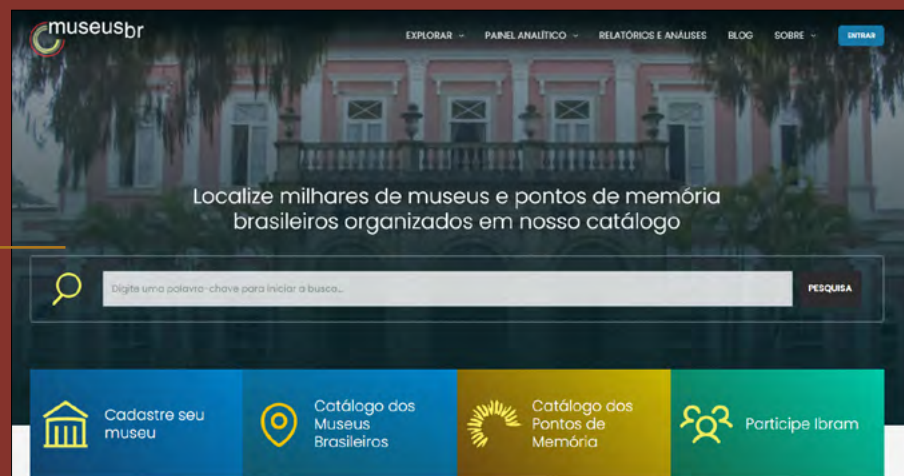 museusbr
EXPLORAR PAINEL ANALÍTICO RELATÓRIOS E ANÁLISES BLOG SOBRE ENTRAR
Localize milhares de museus e pontos de memória
brasileiros organizados em nosso catálogo
Digite uma palavra-chave para iniciar a busca...
PESQUISA
Cadastre seu
museu
Catálogo dos
Museus
Brasileiros
Catálogo dos
Pontos de
Memória
Participe Ibram